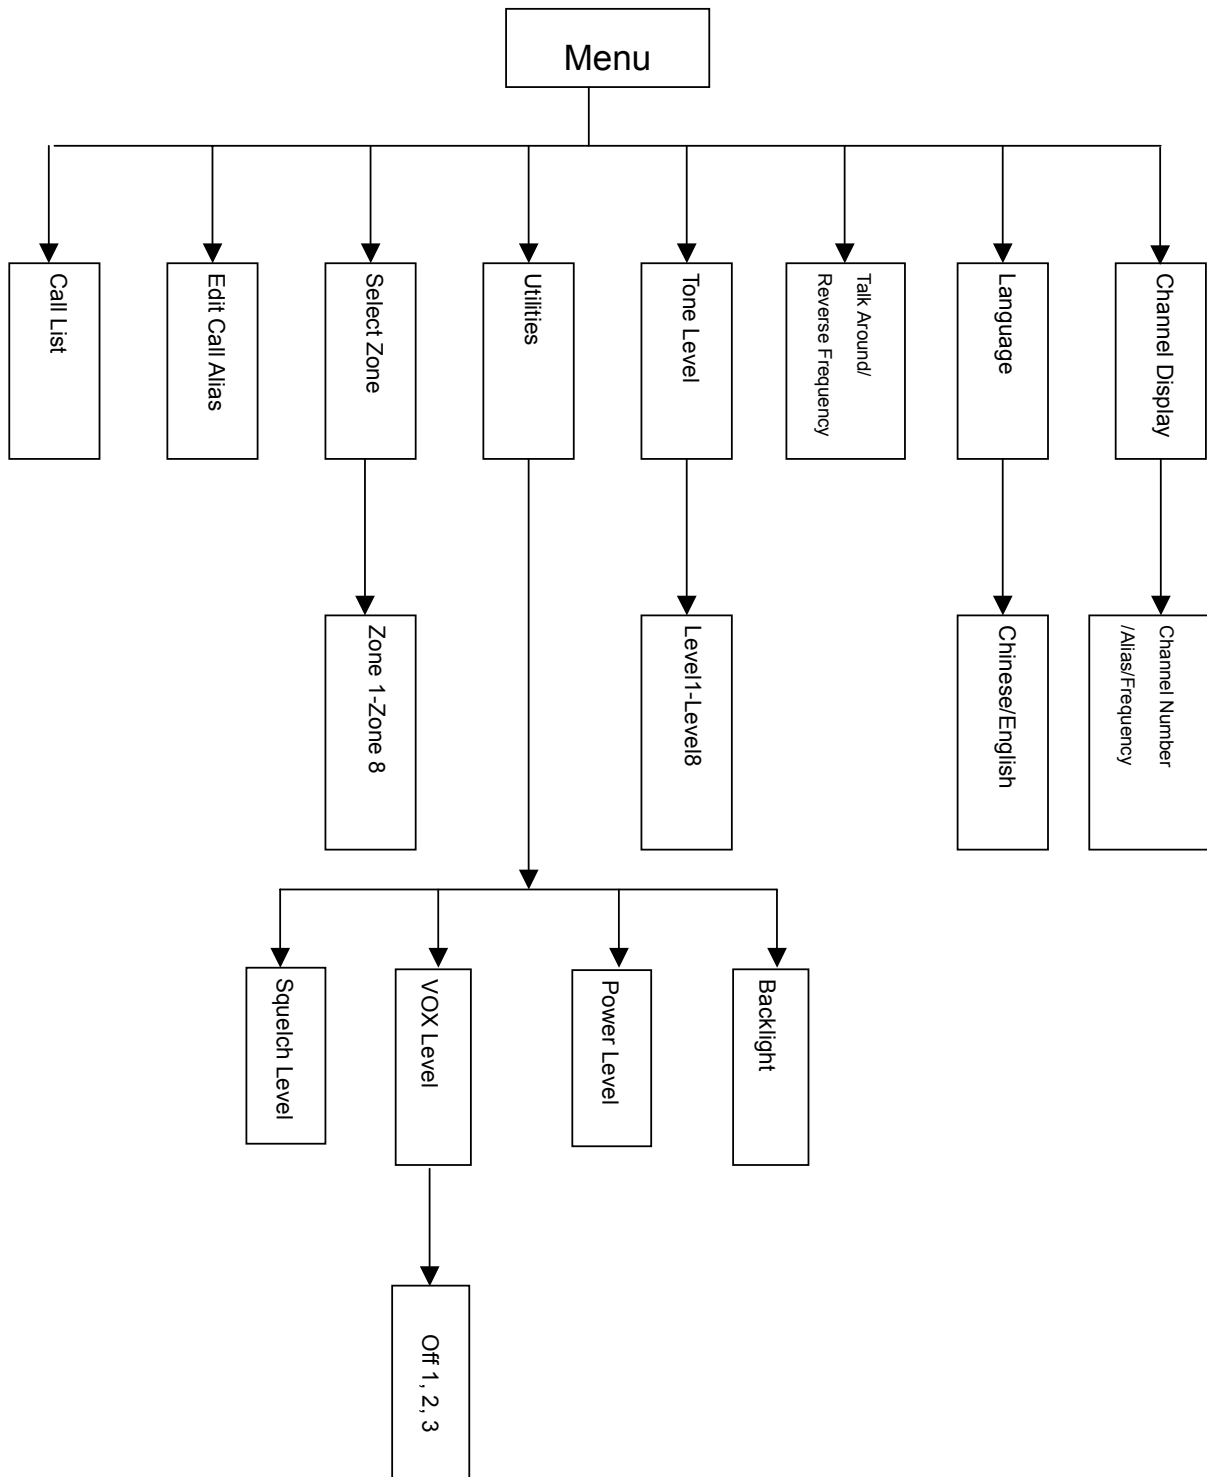 Menu
Call List
Edit Call Alias
Select Zone
Utilities
Tone Level
Talk Around/
Reverse Frequency
Language
Channel Display
Zone 1-Zone 8
Level1-Level8
Chinese/English
Channel Number
/Alias/Frequency
Squelch Level
VOX Level
Power Level
Backlight
Off 1, 2, 3